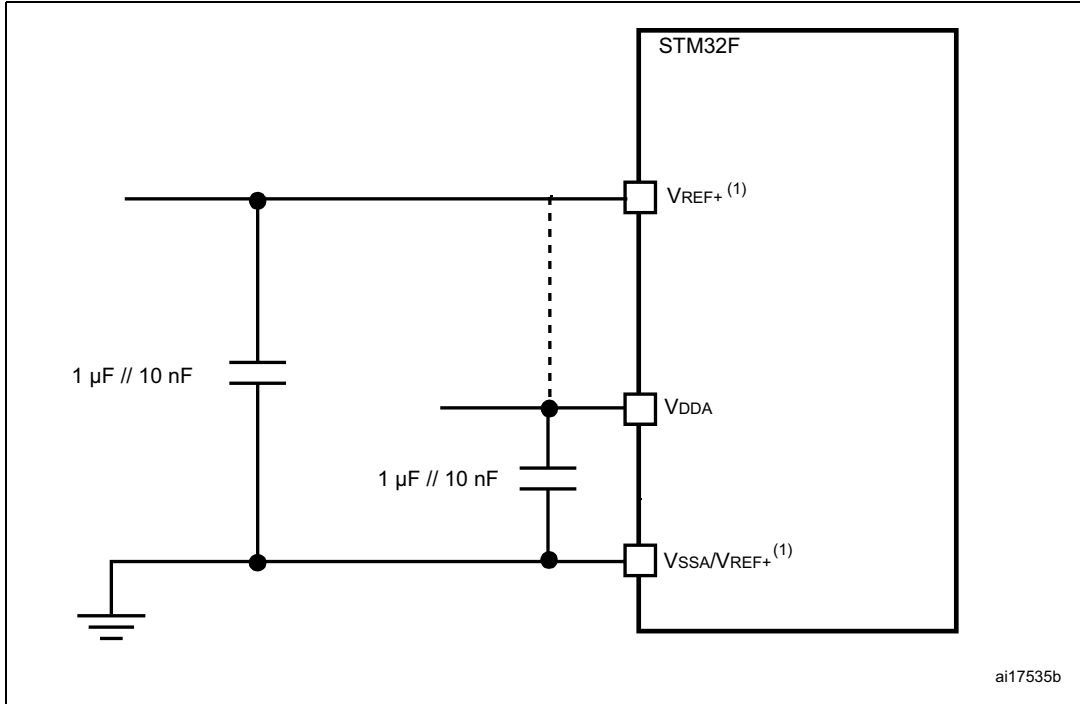 STM32F
VREF+ (1)
1 µF // 10 nF
VDDA
1 µF // 10 nF
VSSA/VREF+ (1)
ai17535b